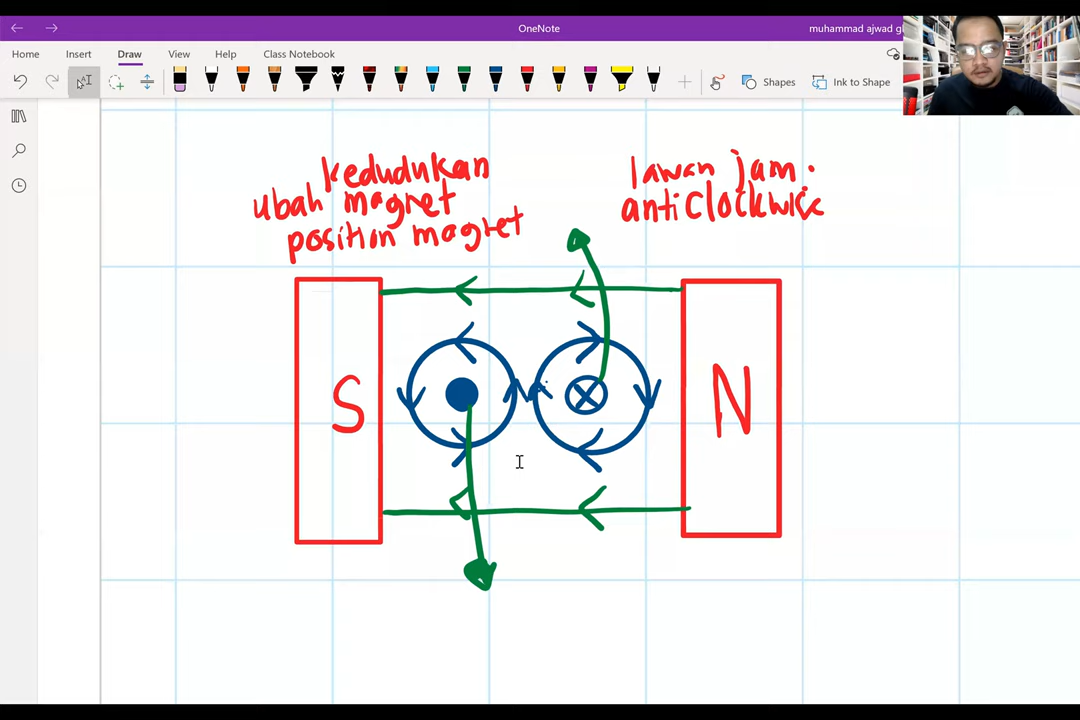 OneNote
muhammad ajwad g
Home Insert Draw View Help Class Notebook
Shapes Ink to Shape
kedudukan
ubah magnet
position magnet
lawan jam.
anticlockwise
S
N